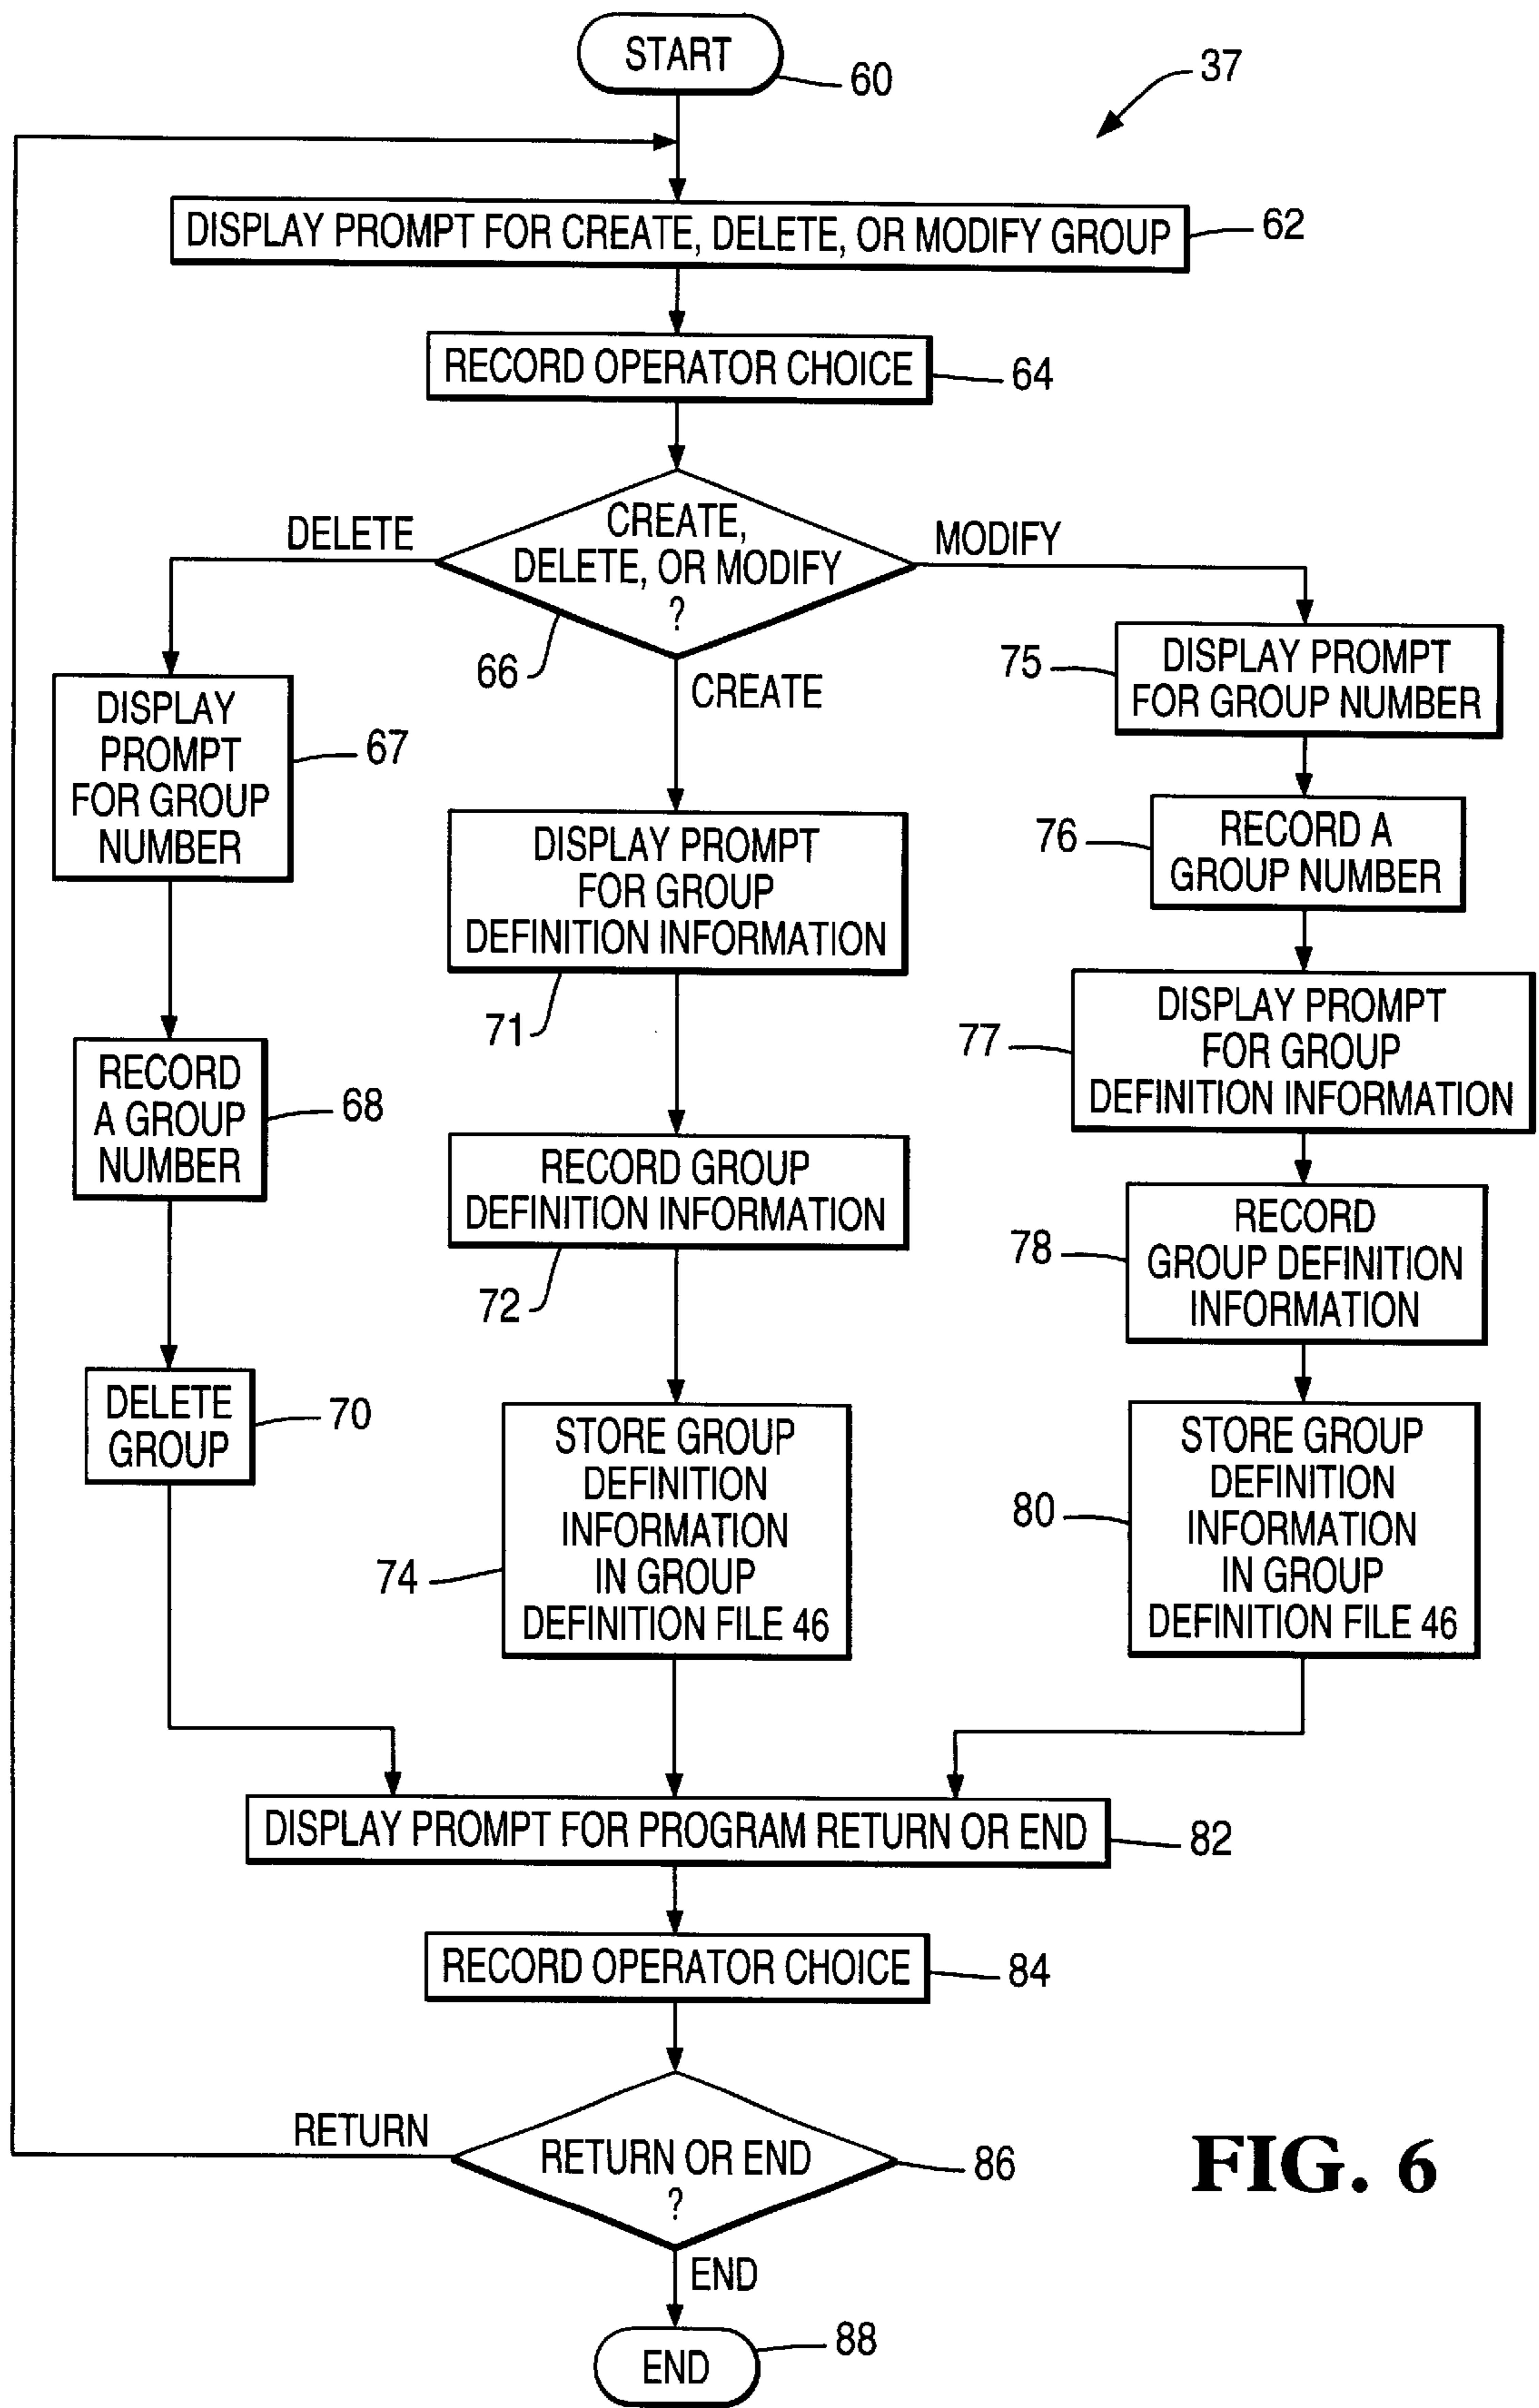 START
60
37
DISPLAY PROMPT FOR CREATE, DELETE, OR MODIFY GROUP
62
RECORD OPERATOR CHOICE
64
DELETE
CREATE,
DELETE, OR MODIFY
?
MODIFY
66
CREATE
DISPLAY
PROMPT
FOR GROUP
NUMBER
67
RECORD
A GROUP
NUMBER
68
DELETE
GROUP
70
DISPLAY PROMPT
FOR GROUP
DEFINITION INFORMATION
71
RECORD GROUP
DEFINITION INFORMATION
72
STORE GROUP
DEFINITION
INFORMATION
IN GROUP
DEFINITION FILE 46
74
75
DISPLAY PROMPT
FOR GROUP NUMBER
76
RECORD A
GROUP NUMBER
77
DISPLAY PROMPT
FOR GROUP
DEFINITION INFORMATION
78
RECORD
GROUP DEFINITION
INFORMATION
80
STORE GROUP
DEFINITION
INFORMATION
IN GROUP
DEFINITION FILE 46
DISPLAY PROMPT FOR PROGRAM RETURN OR END
82
RECORD OPERATOR CHOICE
84
RETURN
RETURN OR END
?
86
END
END
88
FIG. 6